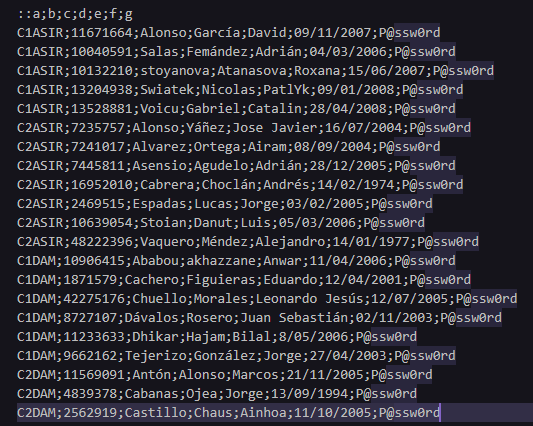 ::a;b;c;d;e;f;g
C1ASIR;11671664;Alonso;García;David;09/11/2007;P@ssw0rd
C1ASIR;10040591;Salas;Femández;Adrián;04/03/2006;P@ssw0rd
C1ASIR;10132210;stoyanova;Atanasova;Roxana;15/06/2007;P@ssw0rd
C1ASIR;13204938;Swiatek;Nicolas;PatlYk;09/01/2008;P@ssw0rd
C1ASIR;13528881;Voicu;Gabriel;Catalin;28/04/2008;P@ssw0rd
C2ASIR;7235757;Alonso;Yáñez;Jose Javier;16/07/2004;P@ssw0rd
C2ASIR;7241017;Alvarez;Ortega;Airam;08/09/2004;P@ssw0rd
C2ASIR;7445811;Asensio;Agudelo;Adrián;28/12/2005;P@ssw0rd
C2ASIR;16952010;Cabrera;Choclán;Andrés;14/02/1974;P@ssw0rd
C2ASIR;2469515;Espadas;Lucas;Jorge;03/02/2005;P@ssw0rd
C2ASIR;10639054;Stoian;Danut;Luis;05/03/2006;P@ssw0rd
C2ASIR;48222396;Vaquero;Méndez;Alejandro;14/01/1977;P@ssw0rd
C1DAM;10906415;Ababou;akhazzane;Anwar;11/04/2006;P@ssw0rd
C1DAM;1871579;Cachero;Figuieras;Eduardo;12/04/2001;P@ssw0rd
C1DAM;42275176;Chuello;Morales;Leonardo Jesús;12/07/2005;P@ssw0rd
C1DAM;8727107;Dávalos;Rosero;Juan Sebastián;02/11/2003;P@ssw0rd
C1DAM;11233633;Dhikar;Hajam;Bilal;8/05/2006;P@ssw0rd
C1DAM;9662162;Tejerizo;González;Jorge;27/04/2003;P@ssw0rd
C2DAM;11569091;Antón;Alonso;Marcos;21/11/2005;P@ssw0rd
C2DAM;4839378;Cabanas;Ojea;Jorge;13/09/1994;P@ssw0rd
C2DAM;2562919;Castillo;Chaus;Ainhoa;11/10/2005;P@ssw0rd